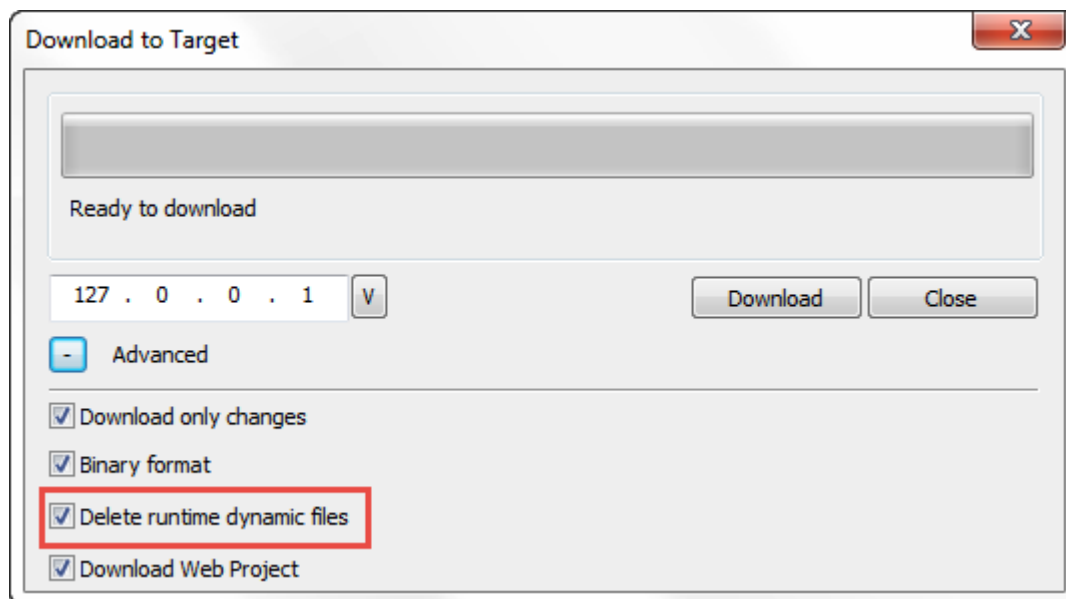 Download to Target
X
Ready to download
127 . 0 . 0 . 1 V Download Close
- Advanced
Download only changes
Binary format
Delete runtime dynamic files
Download Web Project